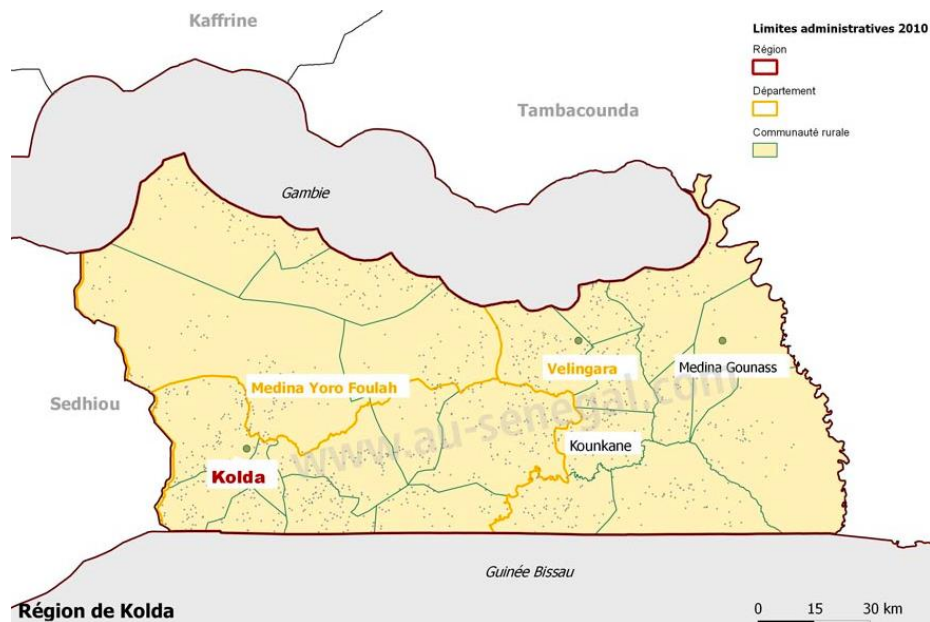 Kaffrine
Limites administratives 2010
Région
Département
Communauté rurale
Tambacounda
Gambie
Velingara
Medina Gounass
Medina Yoro Foulah
Sedhiou
www.au-senegal.com
Kounkane
Kolda
Guinée Bissau
Région de Kolda
0 15 30 km